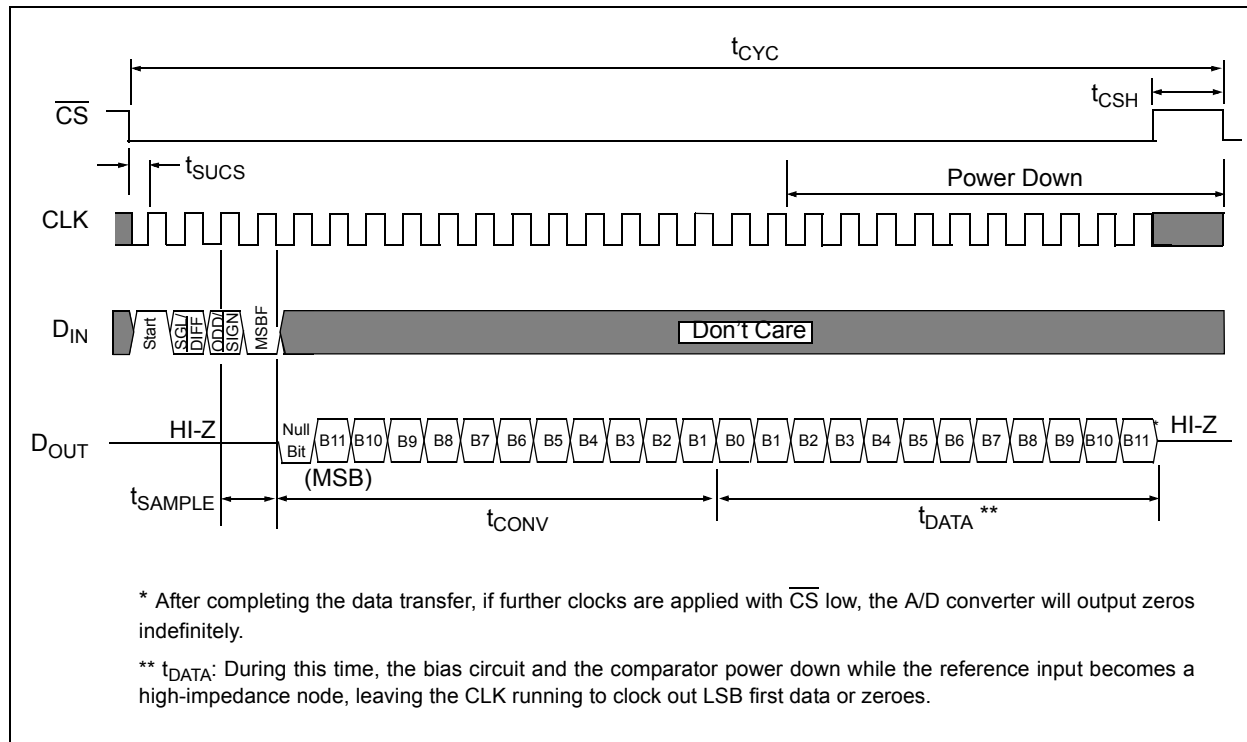 tCYC
tCSH
CS
tSUCS
Power Down
CLK
DIN
Start
SGL/
DIFF
ODD/
SIGN
MSBF
Don't Care
DOUT
HI-Z
Null
Bit
B11 B10 B9 B8 B7 B6 B5 B4 B3 B2 B1 B0 B1 B2 B3 B4 B5 B6 B7 B8 B9 B10 B11
*
HI-Z
(MSB)
tSAMPLE
tCONV
tDATA **
* After completing the data transfer, if further clocks are applied with CS low, the A/D converter will output zeros
indefinitely.
** tDATA: During this time, the bias circuit and the comparator power down while the reference input becomes a
high-impedance node, leaving the CLK running to clock out LSB first data or zeroes.